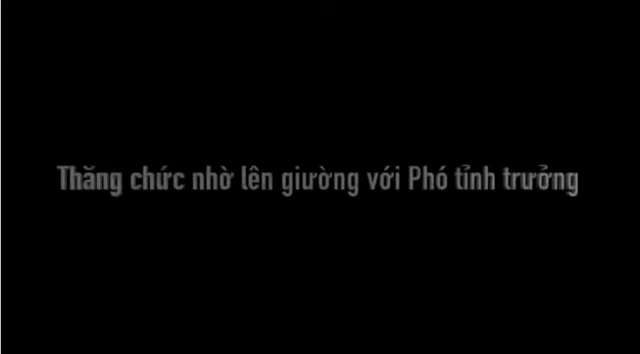 Thăng chức nhờ lên giường với Phó tỉnh trưởng